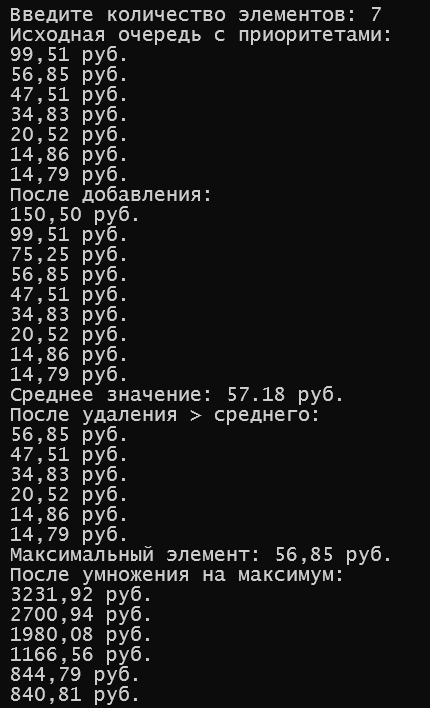 Введите количество элементов: 7
Исходная очередь с приоритетами:
99,51 руб.
56,85 руб.
47,51 руб.
34,83 руб.
20,52 руб.
14,86 руб.
14,79 руб.
После добавления:
150,50 руб.
99,51 руб.
75,25 руб.
56,85 руб.
47,51 руб.
34,83 руб.
20,52 руб.
14,86 руб.
14,79 руб.
Среднее значение: 57.18 руб.
После удаления > среднего:
56,85 руб.
47,51 руб.
34,83 руб.
20,52 руб.
14,86 руб.
14,79 руб.
Максимальный элемент: 56,85 руб.
После умножения на максимум:
3231,92 руб.
2700,94 руб.
1980,08 руб.
1166,56 руб.
844,79 руб.
840,81 руб.